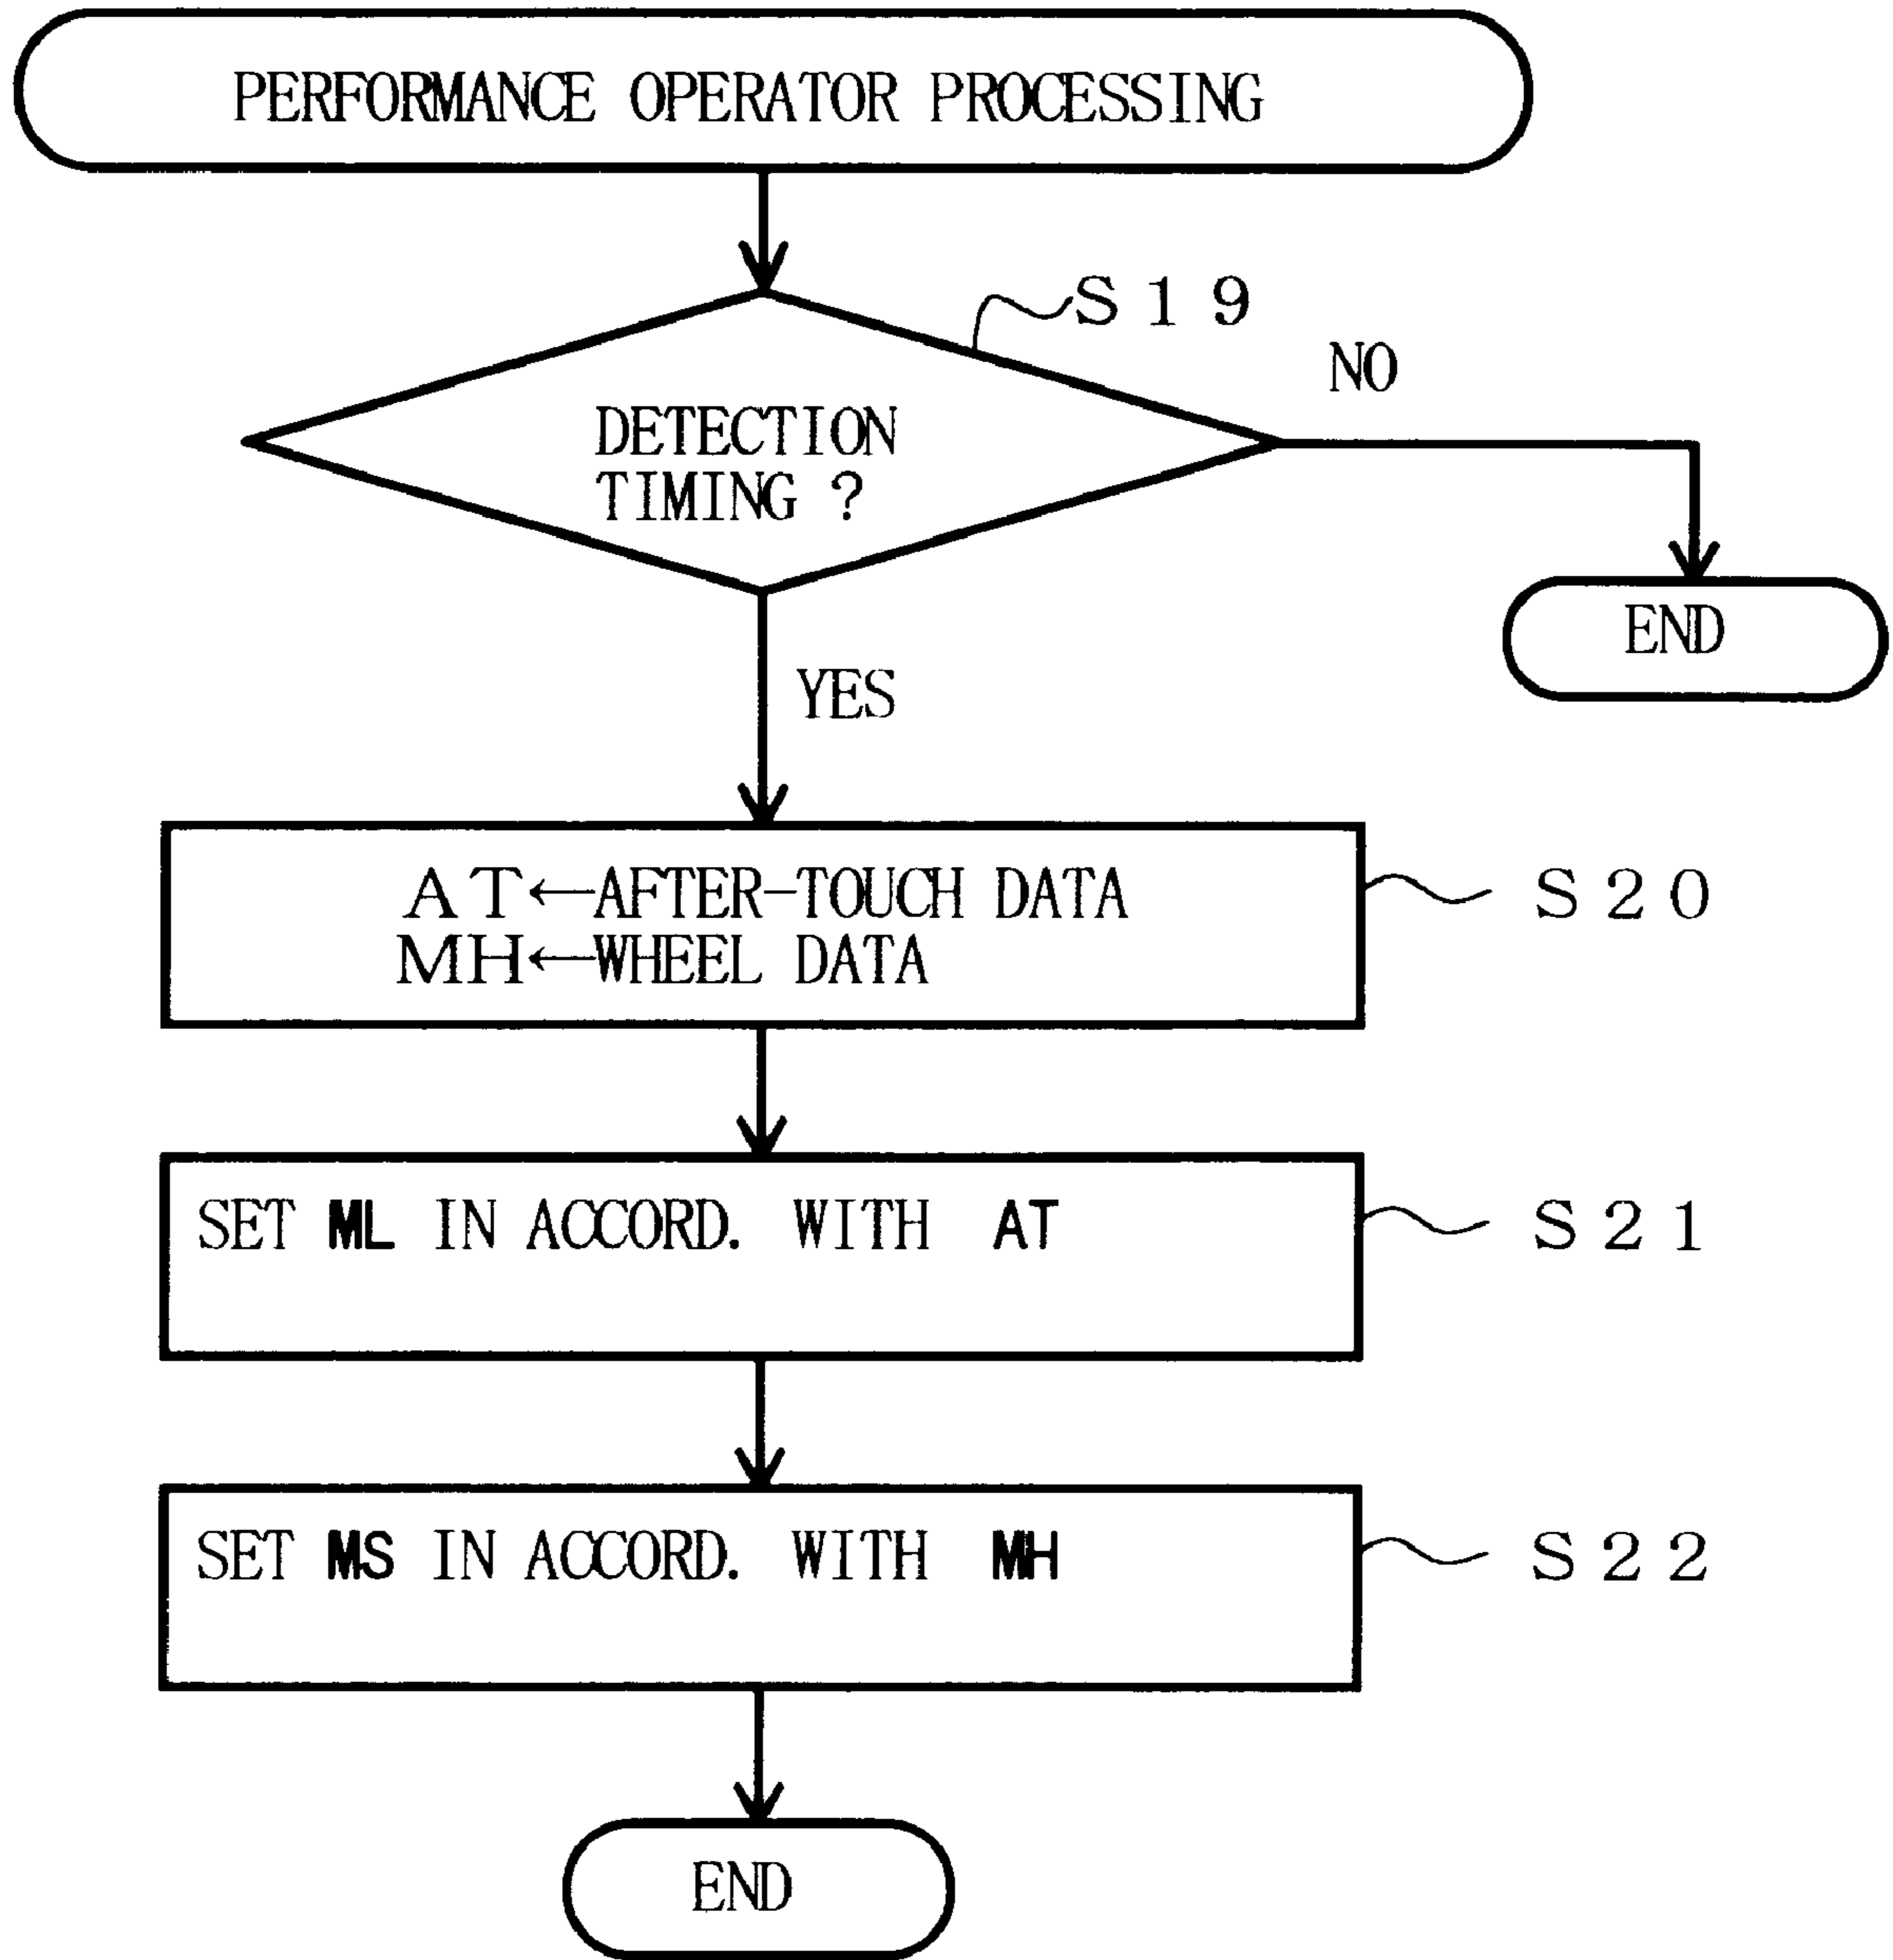 PERFORMANCE OPERATOR PROCESSING
S19
NO
DETECTION
TIMING ?
END
YES
AT←AFTER-TOUCH DATA
MH←WHEEL DATA
S20
SET ML IN ACCORD. WITH AT
S21
SET MS IN ACCORD. WITH MH
S22
END